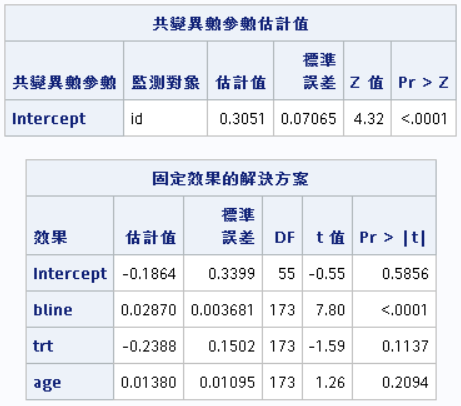 共變異數參數估計值
共變異數參數 監測對象 估計值 標準誤差 Z 值 Pr > Z
Intercept id 0.3051 0.07065 4.32 <.0001
固定效果的解決方案
效果 估計值 標準誤差 DF t 值 Pr > |t|
Intercept -0.1864 0.3399 55 -0.55 0.5856
bline 0.02870 0.003681 173 7.80 <.0001
trt -0.2388 0.1502 173 -1.59 0.1137
age 0.01380 0.01095 173 1.26 0.2094